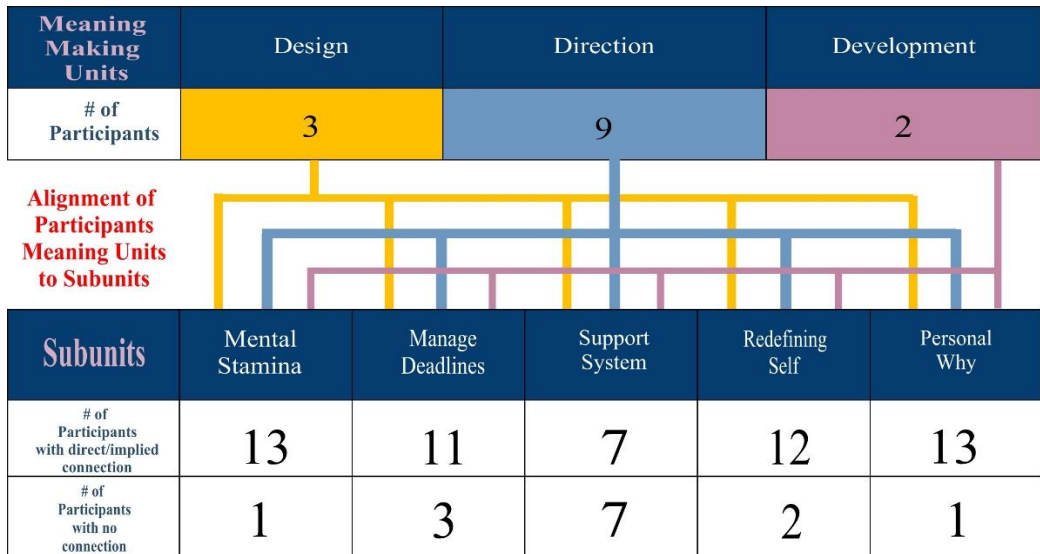 Meaning
Making
Units
Design
Direction
Development
# of
Participants
3
9
2
Alignment of
Participants
Meaning Units
to Subunits
Subunits
Mental
Stamina
Manage
Deadlines
Support
System
Redefining
Self
Personal
Why
# of
Participants
with direct/implied
connection
13
11
7
12
13
# of
Participants
with no
connection
1
3
7
2
1